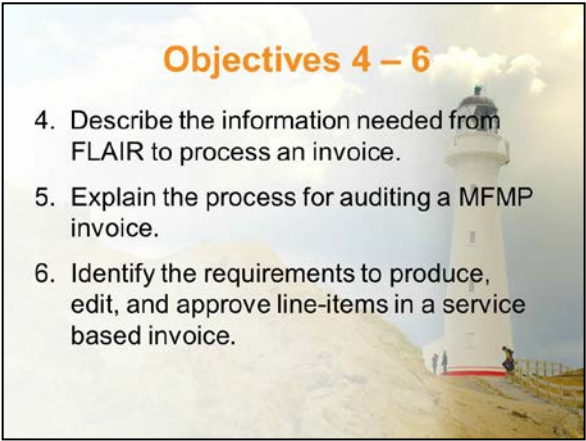 Objectives 4 – 6
4. Describe the information needed from
FLAIR to process an invoice.
5. Explain the process for auditing a MFMP
invoice.
6. Identify the requirements to produce,
edit, and approve line-items in a service
based invoice.